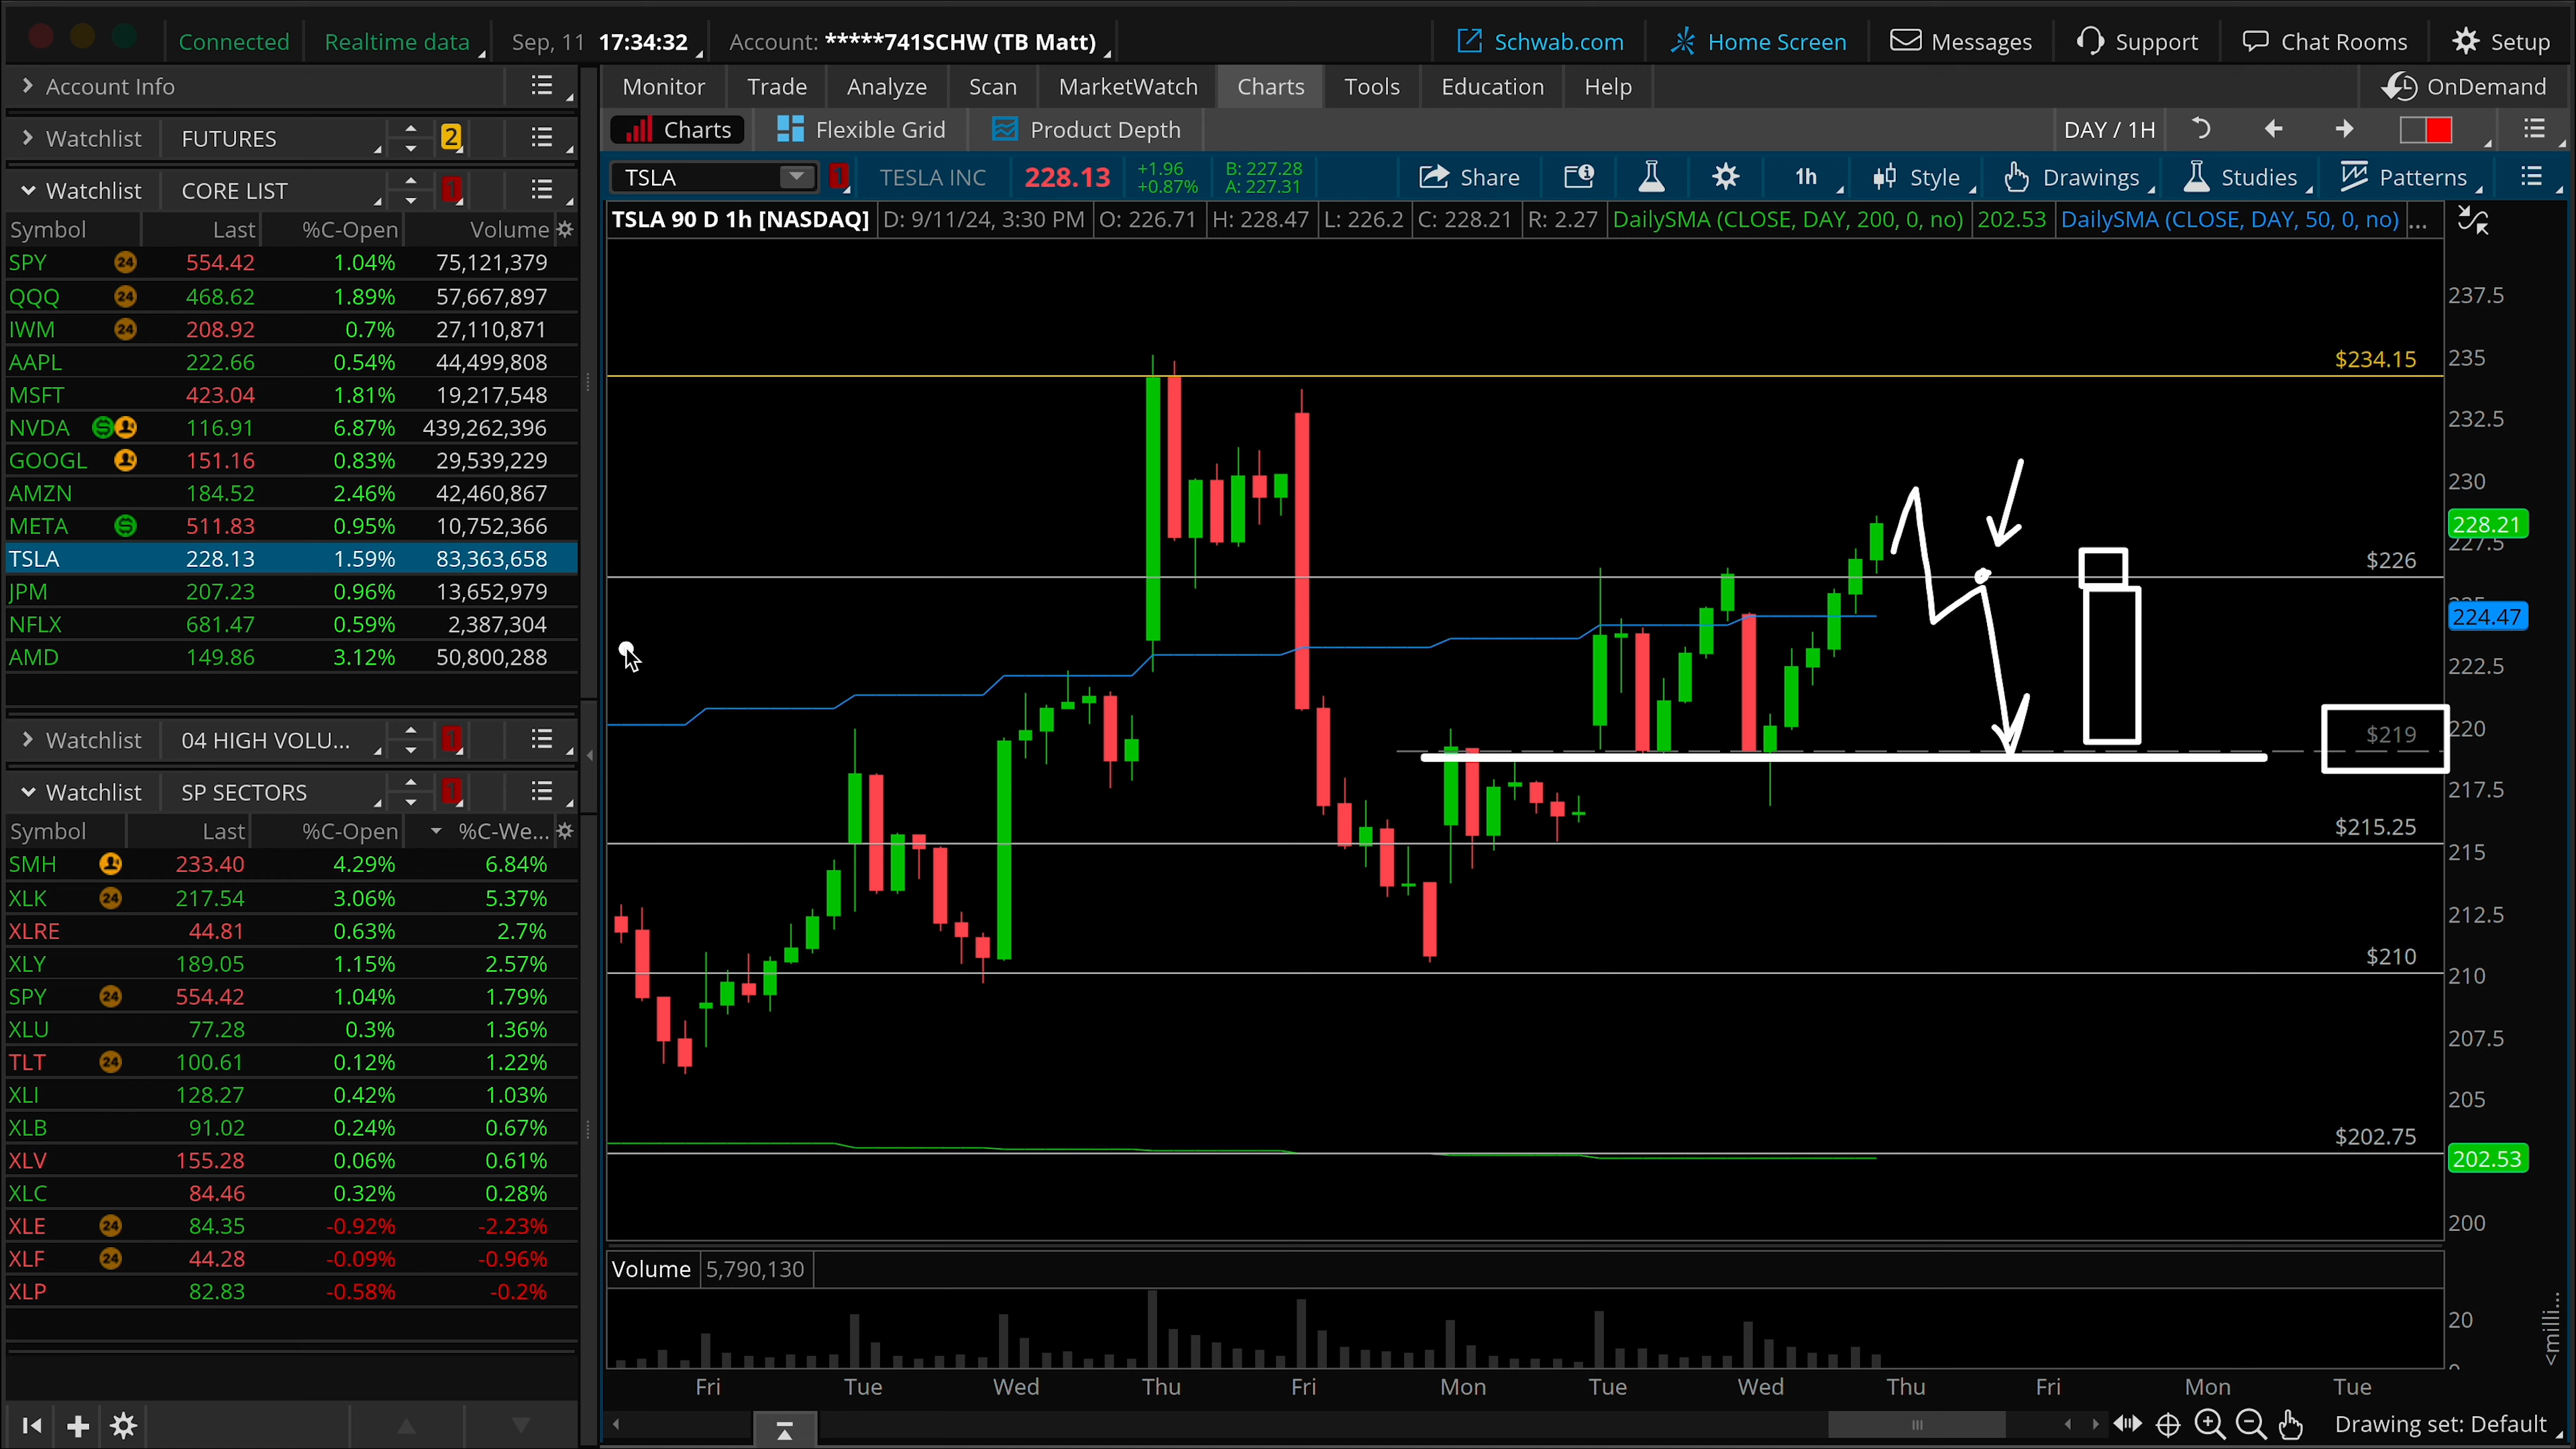 Connected Realtime data Sep, 11 17:34:32 Account: *****741SCHW (TB Matt) Schwab.com Home Screen Messages Support Chat Rooms Setup
Account Info
Monitor Trade Analyze Scan MarketWatch Charts Tools Education Help OnDemand
Watchlist FUTURES 2
Charts Flexible Grid Product Depth DAY / 1H
Watchlist CORE LIST 1
TSLA 1 TESLA INC 228.13 +1.96 +0.87% B: 227.28 A: 227.31 Share 1h Style Drawings Studies Patterns
TSLA 90 D 1h [NASDAQ] D: 9/11/24, 3:30 PM O: 226.71 H: 228.47 L: 226.2 C: 228.21 R: 2.27 DailySMA (CLOSE, DAY, 200, 0, no) 202.53 DailySMA (CLOSE, DAY, 50, 0, no) ...
Symbol Last %C-Open Volume
SPY 24 554.42 1.04% 75,121,379
QQQ 24 468.62 1.89% 57,667,897
IWM 24 208.92 0.7% 27,110,871
AAPL 222.66 0.54% 44,499,808
MSFT 423.04 1.81% 19,217,548
NVDA 116.91 6.87% 439,262,396
GOOGL 151.16 0.83% 29,539,229
AMZN 184.52 2.46% 42,460,867
META 511.83 0.95% 10,752,366
TSLA 228.13 1.59% 83,363,658
JPM 207.23 0.96% 13,652,979
NFLX 681.47 0.59% 2,387,304
AMD 149.86 3.12% 50,800,288
Watchlist 04 HIGH VOLU... 1
Watchlist SP SECTORS 1
Symbol Last %C-Open %C-We...
SMH 233.40 4.29% 6.84%
XLK 24 217.54 3.06% 5.37%
XLRE 44.81 0.63% 2.7%
XLY 189.05 1.15% 2.57%
SPY 24 554.42 1.04% 1.79%
XLU 77.28 0.3% 1.36%
TLT 24 100.61 0.12% 1.22%
XLI 128.27 0.42% 1.03%
XLB 91.02 0.24% 0.67%
XLV 155.28 0.06% 0.61%
XLC 84.46 0.32% 0.28%
XLE 24 84.35 -0.92% -2.23%
XLF 24 44.28 -0.09% -0.96%
XLP 82.83 -0.58% -0.2%
237.5
$234.15 235
232.5
230
228.21
227.5
$226
224.47
222.5
$219 220
217.5
$215.25
215
212.5
$210
210
207.5
205
$202.75
202.53
200
Volume 5,790,130
20
<milli...
Fri Tue Wed Thu Fri Mon Tue Wed Thu Fri Mon Tue
Drawing set: Default